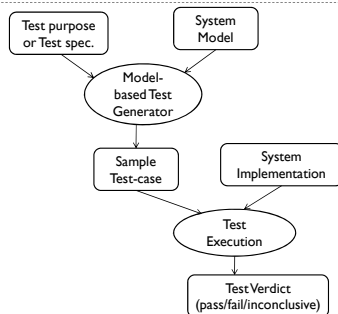 Test purpose
or Test spec.
System
Model
Model-
based Test
Generator
Sample
Test-case
System
Implementation
Test
Execution
Test Verdict
(pass/fail/inconclusive)